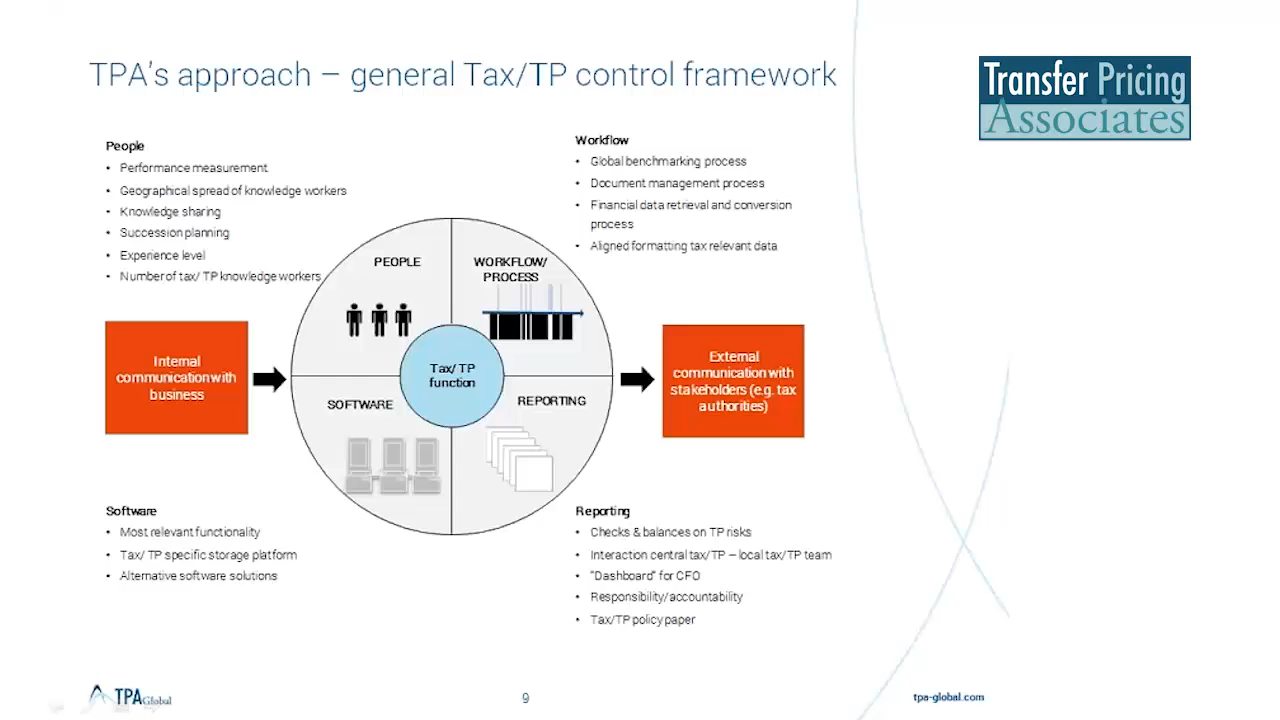 TPA's approach – general Tax/TP control framework
Transfer Pricing
Associates
People
• Performance measurement
• Geographical spread of knowledge workers
• Knowledge sharing
• Succession planning
• Experience level
• Number of tax/ TP knowledge workers
Workflow
• Global benchmarking process
• Document management process
• Financial data retrieval and conversion
process
• Aligned formatting tax relevant data
PEOPLE
WORKFLOW/
PROCESS
Internal
communication with
business
Tax/ TP
function
External
communication with
stakeholders (e.g. tax
authorities)
SOFTWARE
REPORTING
Software
• Most relevant functionality
• Tax/ TP specific storage platform
• Alternative software solutions
Reporting
• Checks & balances on TP risks
• Interaction central tax/TP – local tax/TP team
• "Dashboard" for CFO
• Responsibility/accountability
• Tax/TP policy paper
TPA Global
9
tpa-global.com